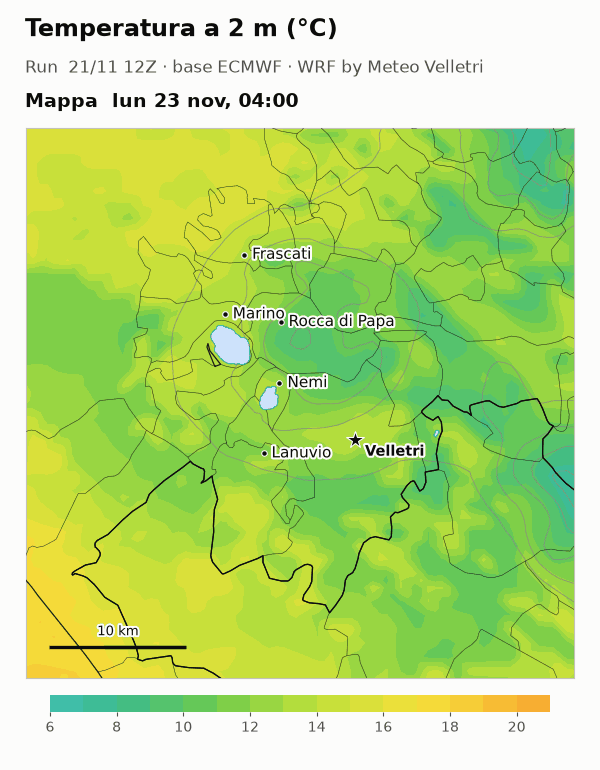 Temperatura a 2 m (°C)
Run  21/11 12Z · base ECMWF · WRF by Meteo Velletri
Mappa  lun 23 nov, 04:00
Frascati
Marino
Rocca di Papa
Nemi
Velletri
Lanuvio
10 km
6 8 10 12 14 16 18 20